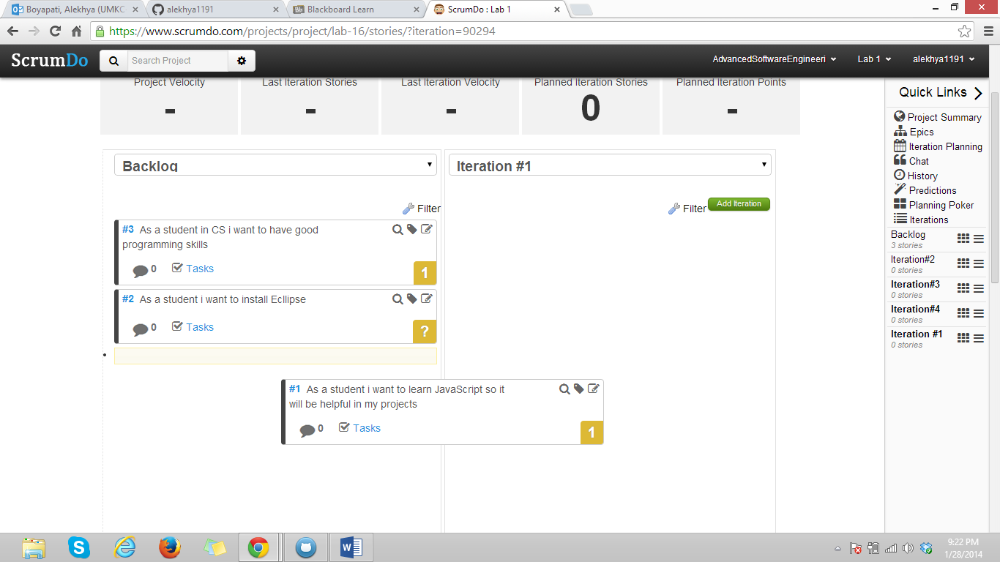 Boyapati, Alekhya (UMKC
alekhya1191
Blackboard Learn
ScrumDo : Lab 1
https://www.scrumdo.com/projects/project/lab-16/stories/?iteration=90294
ScrumDo
Search Project
AdvancedSoftwareEngineeri
Lab 1
alekhya1191
Project Velocity
Last Iteration Stories
Last Iteration Velocity
Planned Iteration Stories
Planned Iteration Points
-
-
-
0
-
Quick Links
Project Summary
Epics
Iteration Planning
Chat
History
Predictions
Planning Poker
Iterations
Backlog
3 stories
Iteration#2
0 stories
Iteration#3
0 stories
Iteration#4
0 stories
Iteration #1
0 stories
Backlog
Filter
#3 As a student in CS i want to have good
programming skills
0 Tasks
1
#2 As a student i want to install Ecllipse
0 Tasks
?
Iteration #1
Filter
Add Iteration
#1 As a student i want to learn JavaScript so it
will be helpful in my projects
0 Tasks
1
9:22 PM
1/28/2014